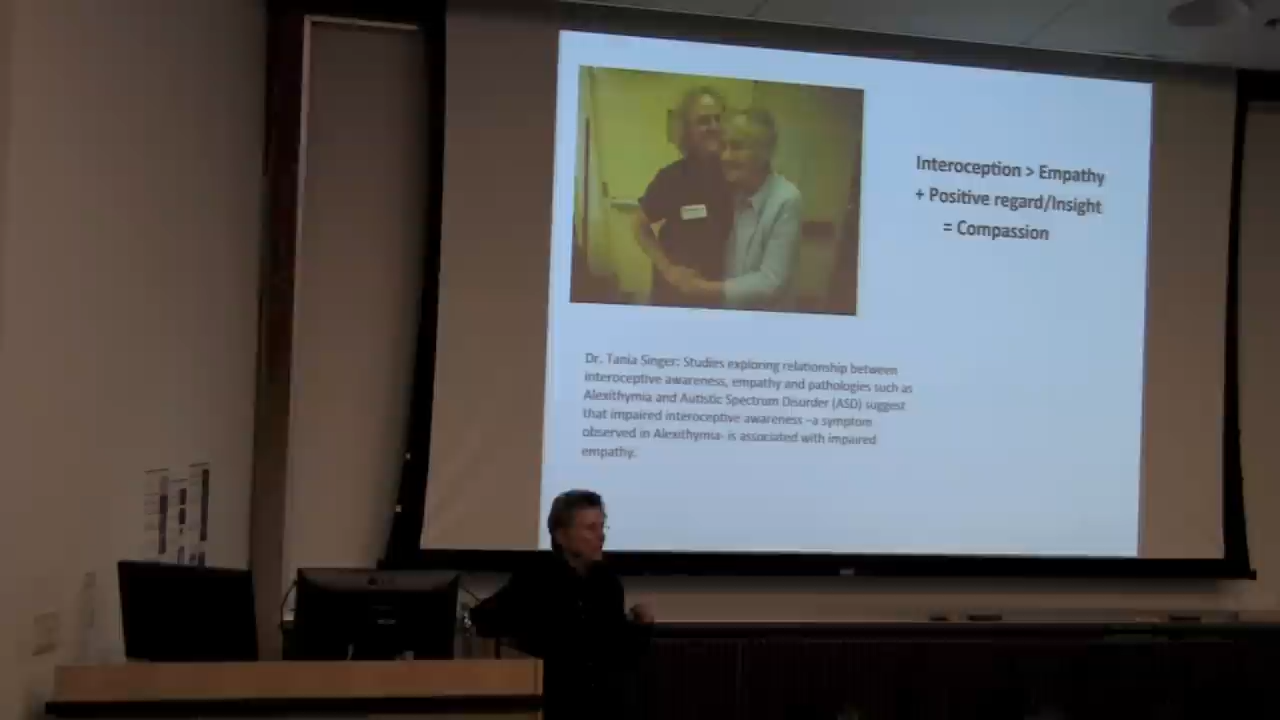 Interoception > Empathy
+ Positive regard/Insight
= Compassion
Dr. Tania Singer: Studies exploring relationship between
interoceptive awareness, empathy and pathologies such as
Alexithymia and Autistic Spectrum Disorder (ASD) suggest
that impaired interoceptive awareness –a symptom
observed in Alexithymia- is associated with impaired
empathy.